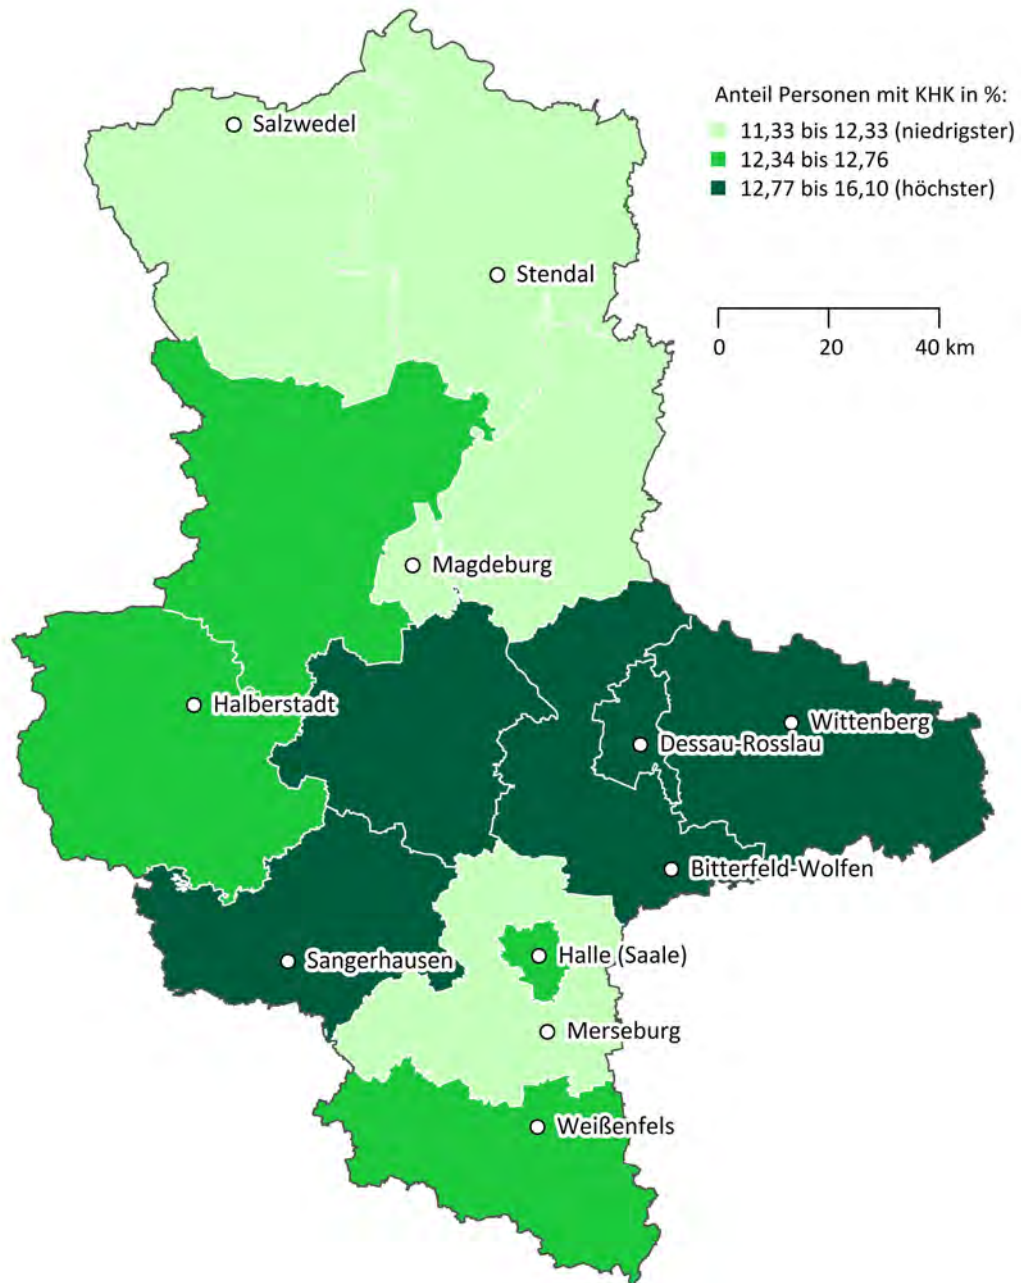 Anteil Personen mit KHK in %:
11,33 bis 12,33 (niedrigster)
12,34 bis 12,76
12,77 bis 16,10 (höchster)
Salzwedel
Stendal
0 20 40 km
Magdeburg
Halberstadt
Wittenberg
Dessau-Rosslau
Bitterfeld-Wolfen
Sangerhausen
Halle (Saale)
Merseburg
Weißenfels